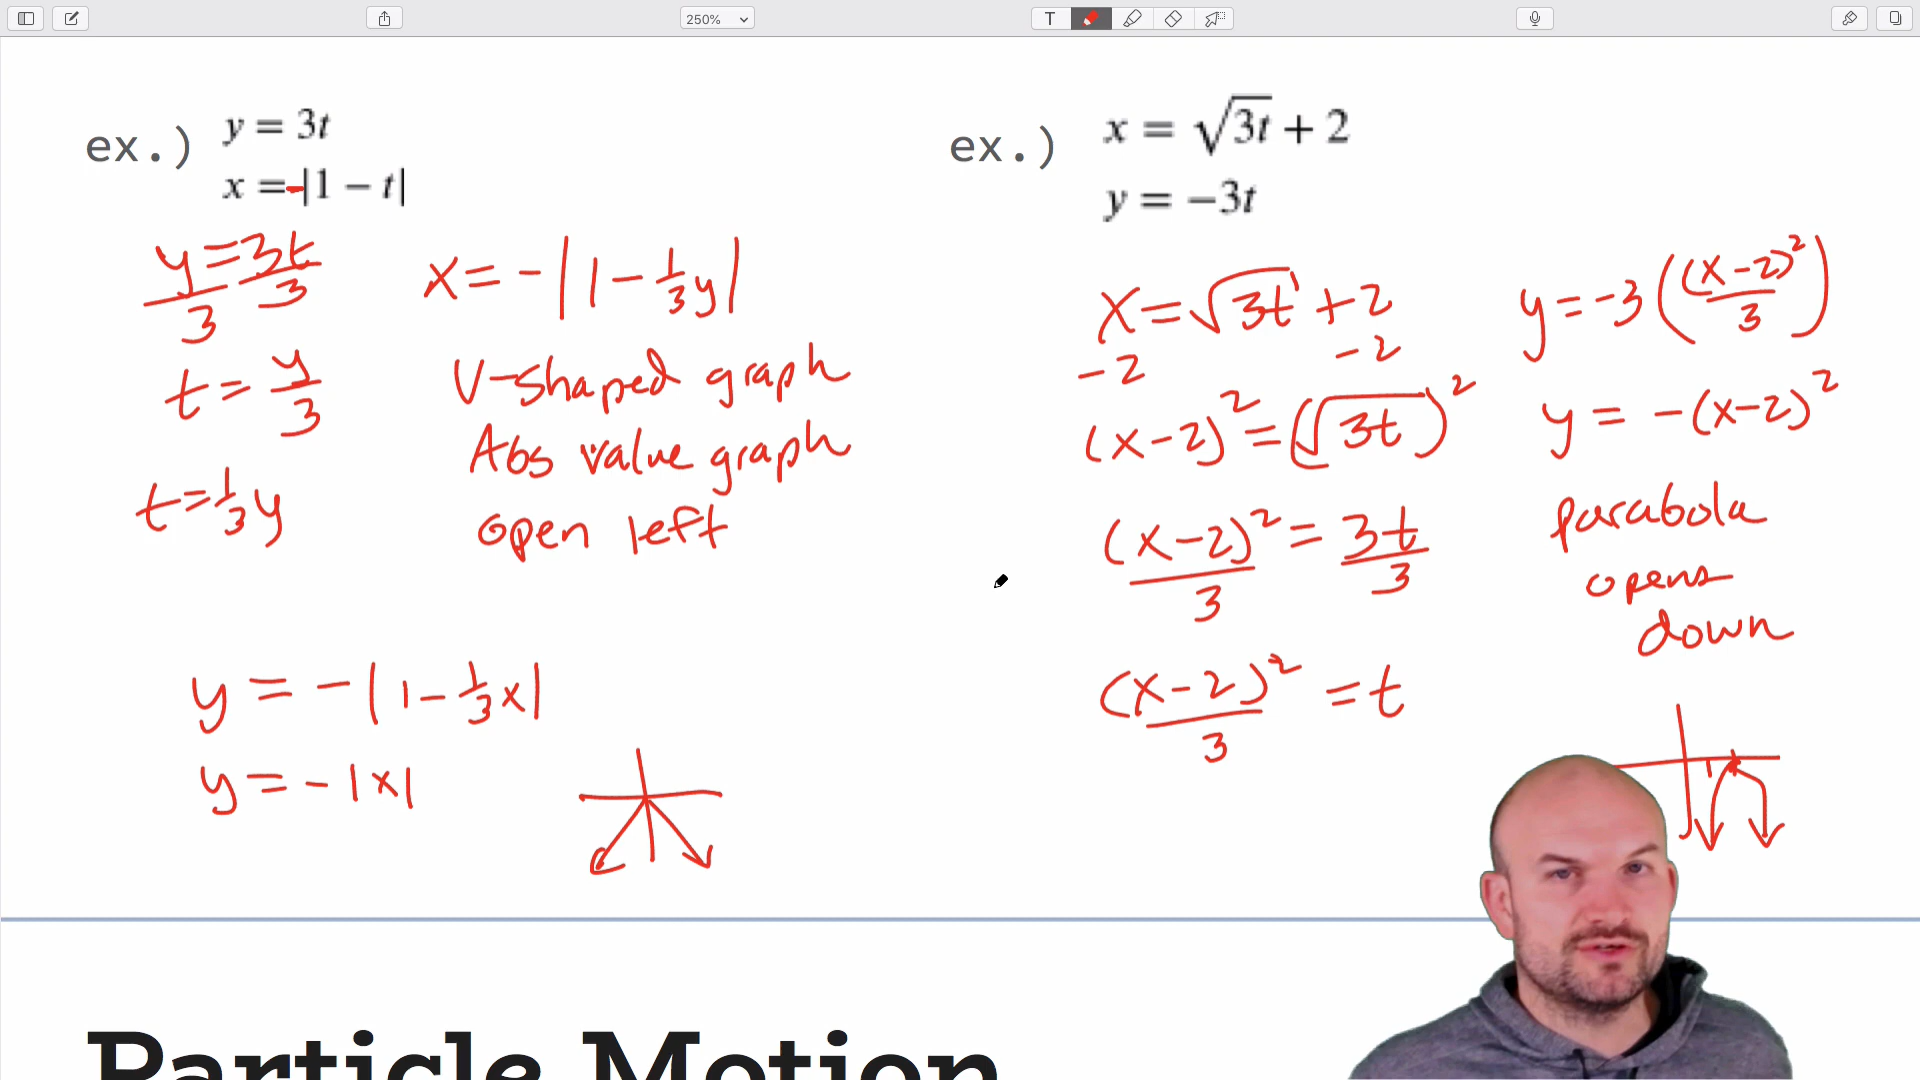 250%
T
ex.) y = 3t
x = -|1 − t|
y = 3t
3 3
t = y/3
t = 1/3 y
x = -|1 - 1/3 y|
V-shaped graph
Abs value graph
open left
y = -|1 - 1/3 x|
y = -|x|
ex.) x = √3t + 2
y = −3t
x = √3t + 2
-2 -2
(x-2)² = (√3t)²
(x-2)²/3 = 3t/3
(x-2)²/3 = t
y = -3((x-2)²/3)
y = -(x-2)²
parabola
opens
down
Particle Motion